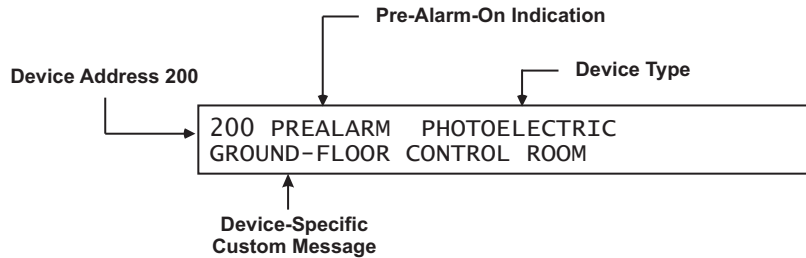 Pre-Alarm-On Indication
Device Address 200
Device Type
200 PREALARM PHOTOELECTRIC
GROUND-FLOOR CONTROL ROOM
Device-Specific
Custom Message